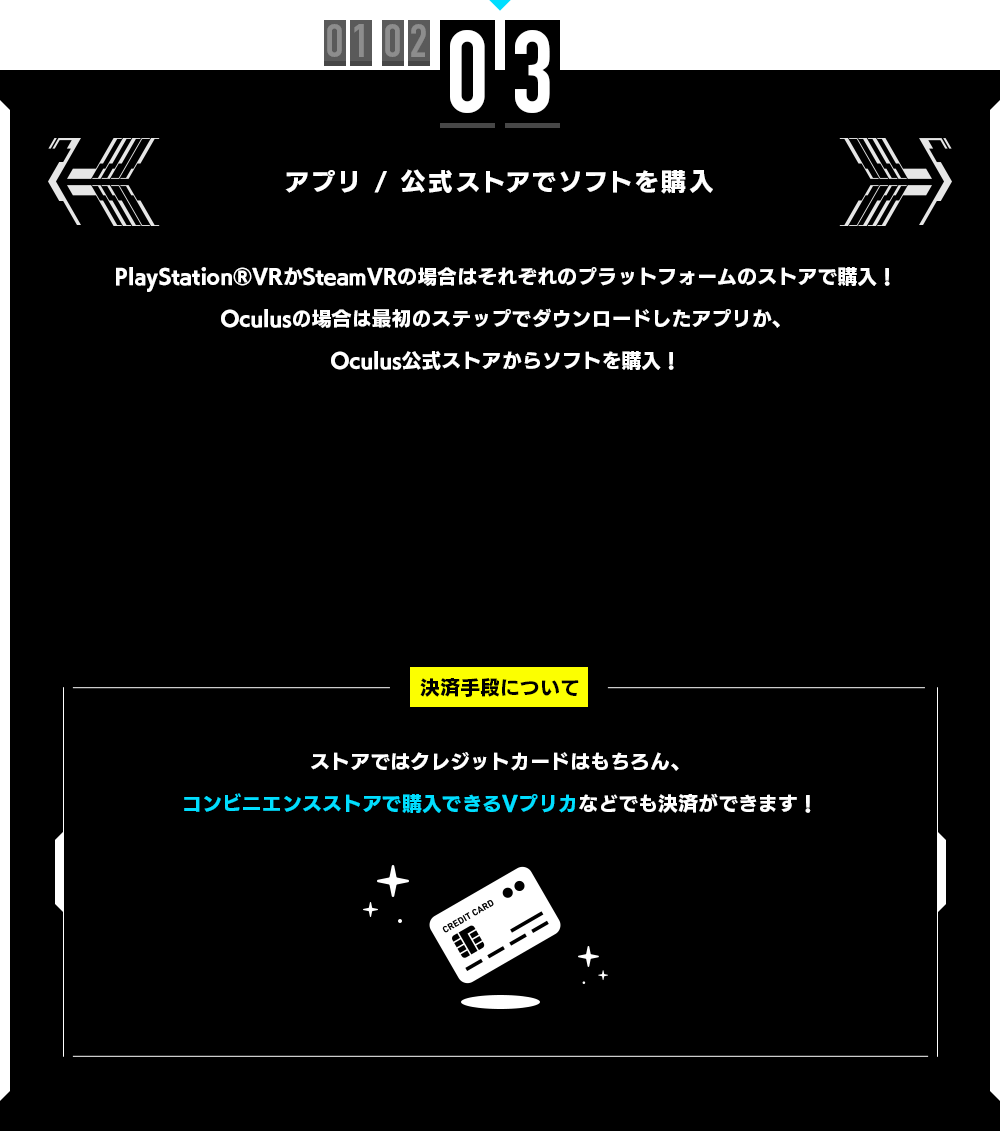 01 02 03
アプリ / 公式ストアでソフトを購入
PlayStation®VRかSteamVRの場合はそれぞれのプラットフォームのストアで購入！
Oculusの場合は最初のステップでダウンロードしたアプリか、
Oculus公式ストアからソフトを購入！
決済手段について
ストアではクレジットカードはもちろん、
コンビニエンスストアで購入できるVプリカなどでも決済ができます！
CREDIT CARD